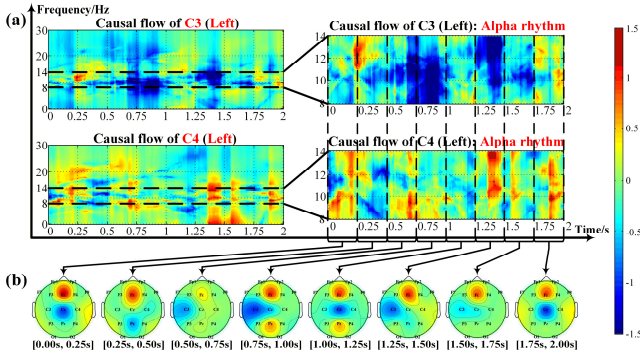 (a) Frequency/Hz
Causal flow of C3 (Left)
Causal flow of C3 (Left): Alpha rhythm
30
20
14
8
0
0 0.25 0.5 0.75 1 1.25 1.5 1.75 2
14
12
10
8
0 0.25 0.5 0.75 1 1.25 1.5 1.75 2
Causal flow of C4 (Left)
Causal flow of C4 (Left): Alpha rhythm
30
20
14
8
0
0 0.25 0.5 0.75 1 1.25 1.5 1.75 2
14
12
10
8
0 0.25 0.5 0.75 1 1.25 1.5 1.75 2
Time/s
1.5
1
0.5
0
-0.5
-1
-1.5
(b)
[0.00s, 0.25s] [0.25s, 0.50s] [0.50s, 0.75s] [0.75s, 1.00s] [1.00s, 1.25s] [1.25s, 1.50s] [1.50s, 1.75s] [1.75s, 2.00s]